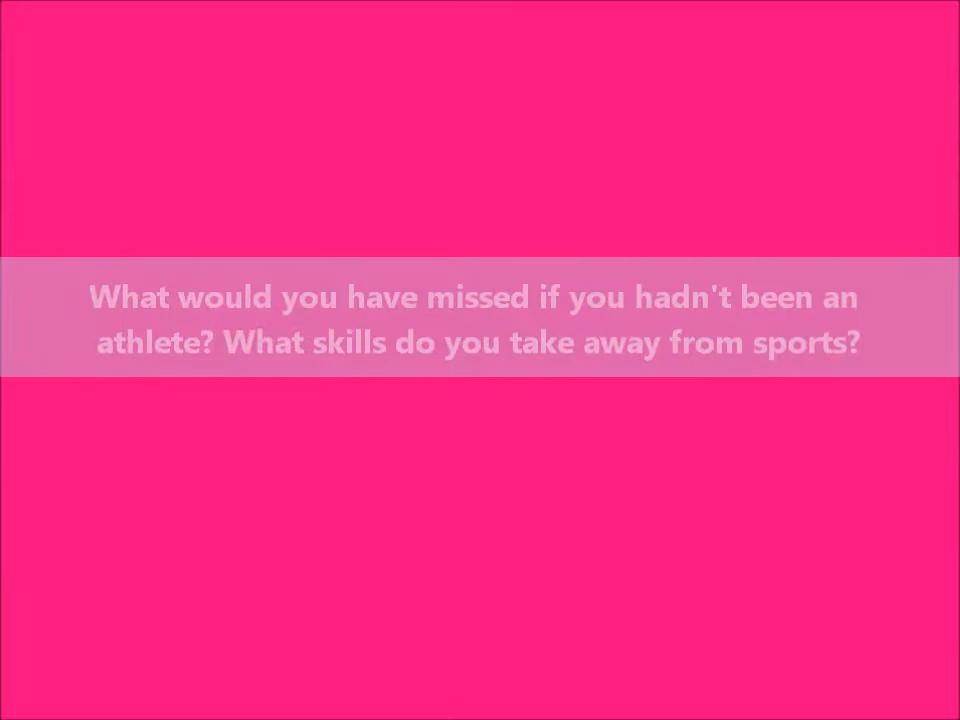 What would you have missed if you hadn't been an
athlete? What skills do you take away from sports?